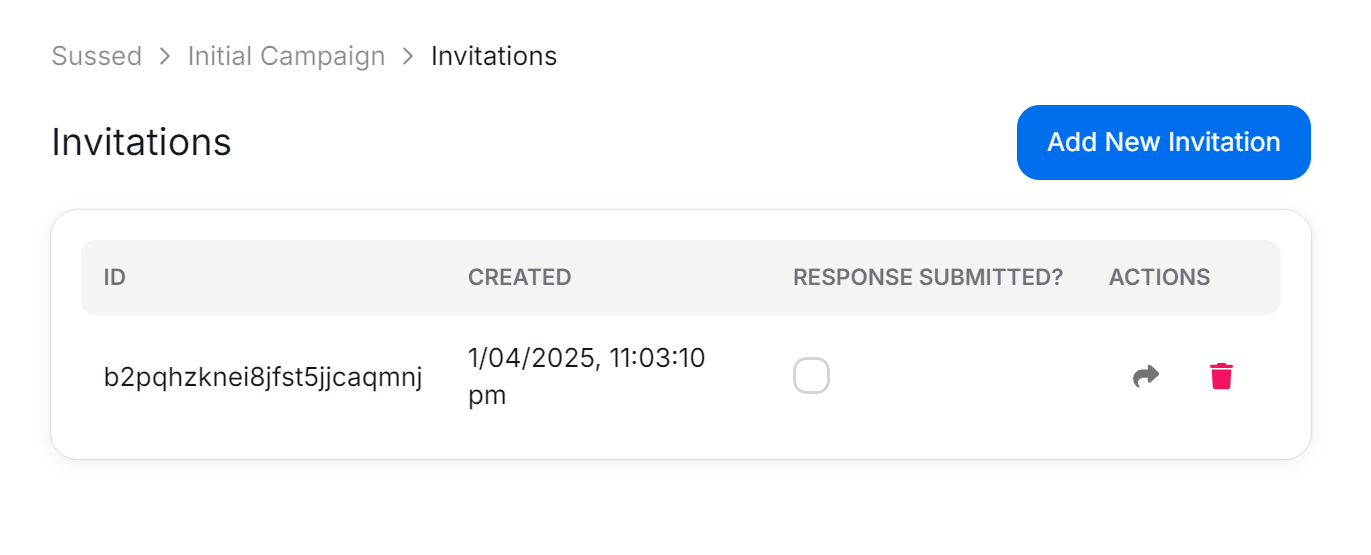 Sussed > Initial Campaign > Invitations
Invitations
Add New Invitation
ID CREATED RESPONSE SUBMITTED? ACTIONS
b2pqhzknei8jfst5jjcaqmnj 1/04/2025, 11:03:10
pm